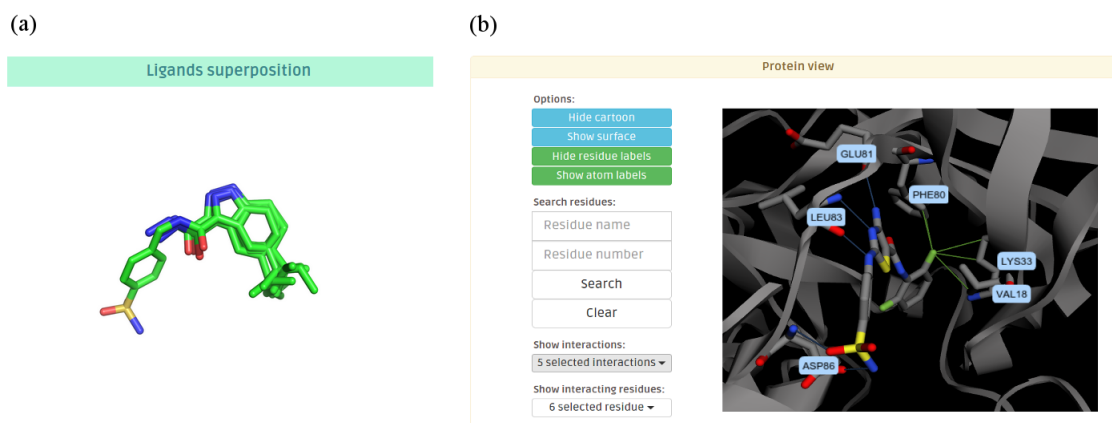 (a)
(b)
Ligands superposition
Protein view
Options:
Hide cartoon
Show surface
Hide residue labels
Show atom labels
Search residues:
Residue name
Residue number
Search
Clear
Show interactions:
5 selected interactions
Show interacting residues:
6 selected residue
GLU81
PHE80
LEU83
LYS33
VAL18
ASP86